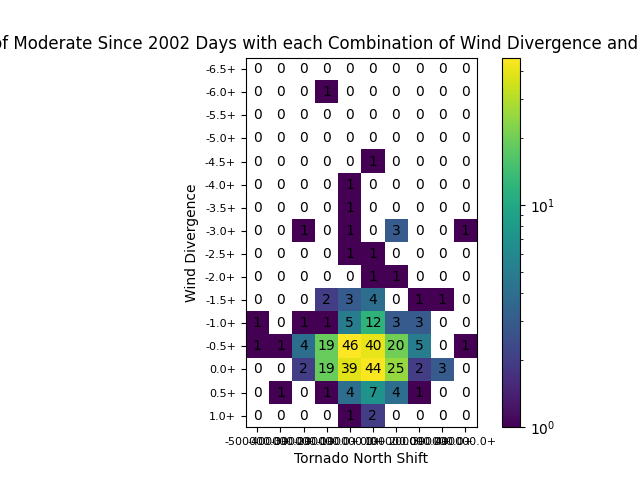 of Moderate Since 2002 Days with each Combination of Wind Divergence and
-6.5+ 0 0 0 0 0 0 0 0 0 0
-6.0+ 0 0 0 1 0 0 0 0 0 0
-5.5+ 0 0 0 0 0 0 0 0 0 0
-5.0+ 0 0 0 0 0 0 0 0 0 0
-4.5+ 0 0 0 0 0 1 0 0 0 0
-4.0+ 0 0 0 0 1 0 0 0 0 0
-3.5+ 0 0 0 0 1 0 0 0 0 0
-3.0+ 0 0 1 0 1 0 3 0 0 1
-2.5+ 0 0 0 0 1 1 0 0 0 0
-2.0+ 0 0 0 0 0 1 1 0 0 0
-1.5+ 0 0 0 2 3 4 0 1 1 0
-1.0+ 1 0 1 1 5 12 3 3 0 0
-0.5+ 1 1 4 19 46 40 20 5 0 1
0.0+ 0 0 2 19 39 44 25 2 3 0
0.5+ 0 1 0 1 4 7 4 1 0 0
1.0+ 0 0 0 0 1 2 0 0 0 0
Wind Divergence
Tornado North Shift
10^1
10^0